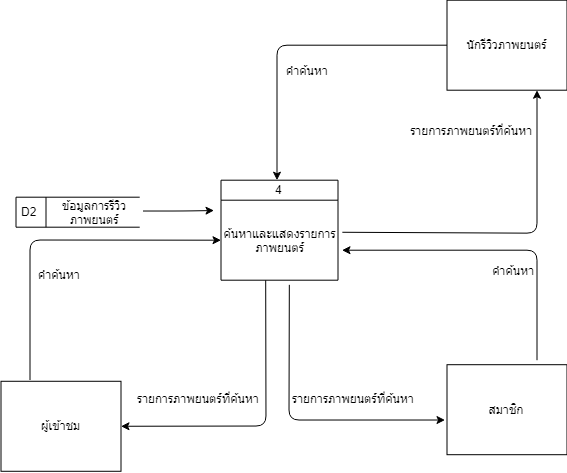 นักรีวิวภาพยนตร์
คำค้นหา
รายการภาพยนตร์ที่ค้นหา
4
D2
ข้อมูลการรีวิว
ภาพยนตร์
ค้นหาและแสดงรายการ
ภาพยนตร์
คำค้นหา
คำค้นหา
รายการภาพยนตร์ที่ค้นหา
รายการภาพยนตร์ที่ค้นหา
สมาชิก
ผู้เข้าชม